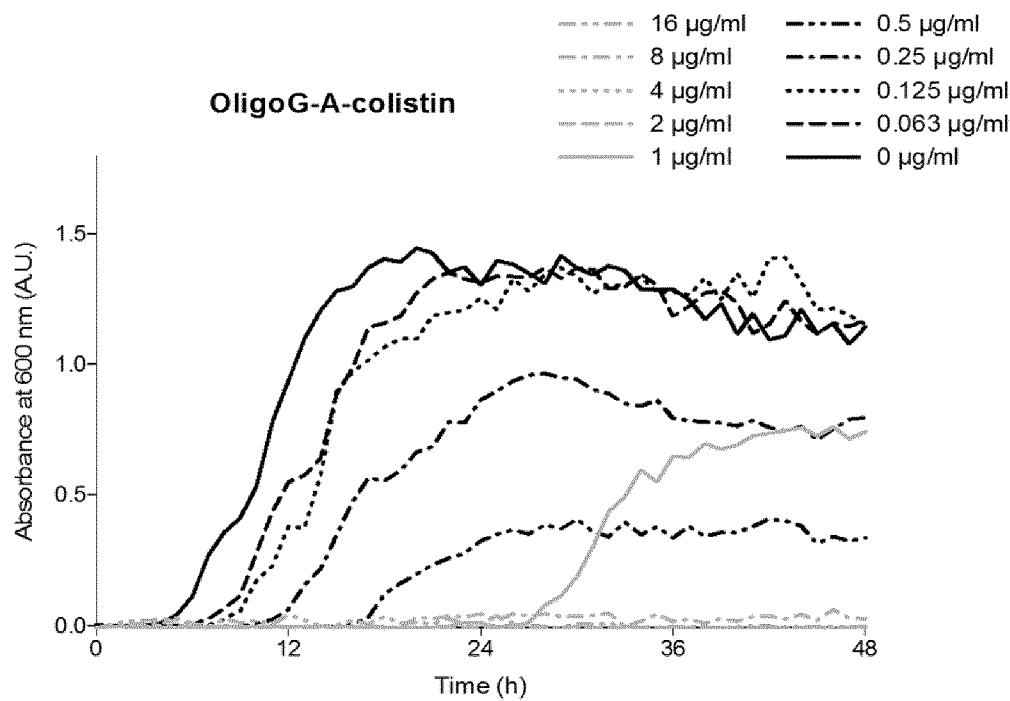 16 µg/ml
8 µg/ml
4 µg/ml
2 µg/ml
1 µg/ml
0.5 µg/ml
0.25 µg/ml
0.125 µg/ml
0.063 µg/ml
0 µg/ml
OligoG-A-colistin
Absorbance at 600 nm (A.U.)
1.5
1.0
0.5
0.0
0
12
24
36
48
Time (h)